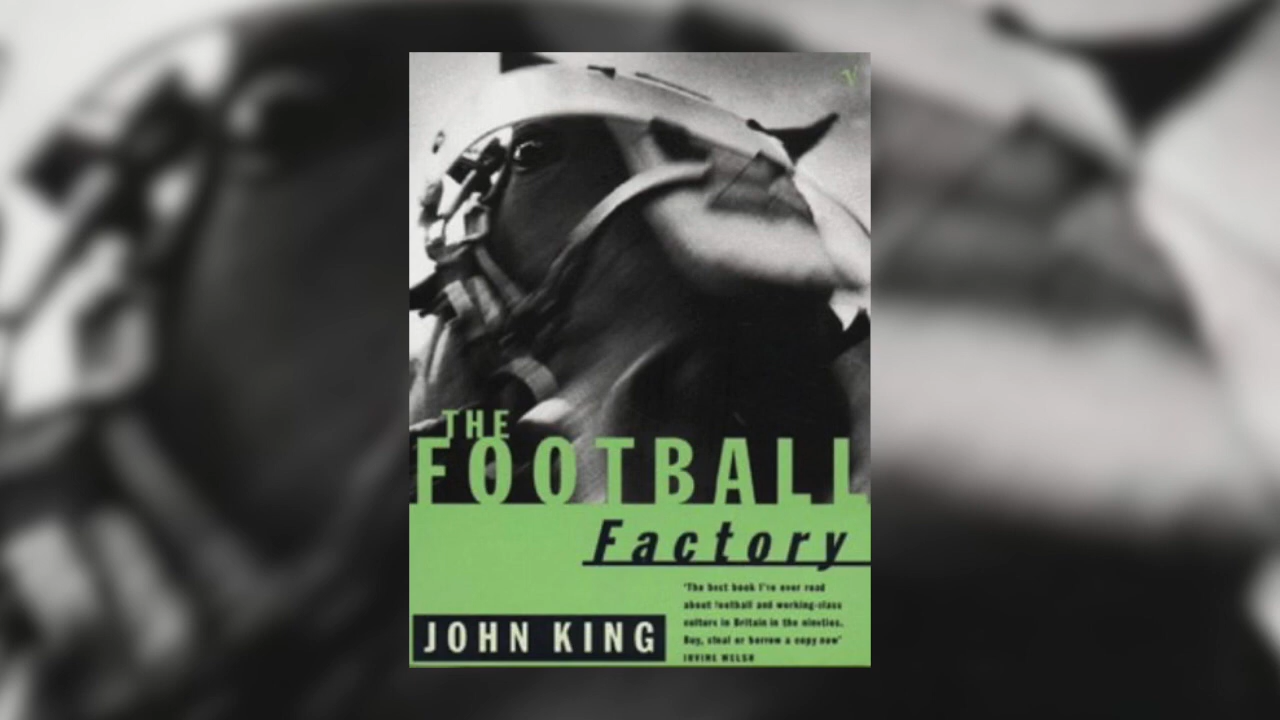 THE
FOOTBALL
Factory
'The best book I've ever read
about football and working-class
culture in Britain in the nineties.
Buy, steal or borrow a copy now'
IRVINE WELSH
JOHN KING